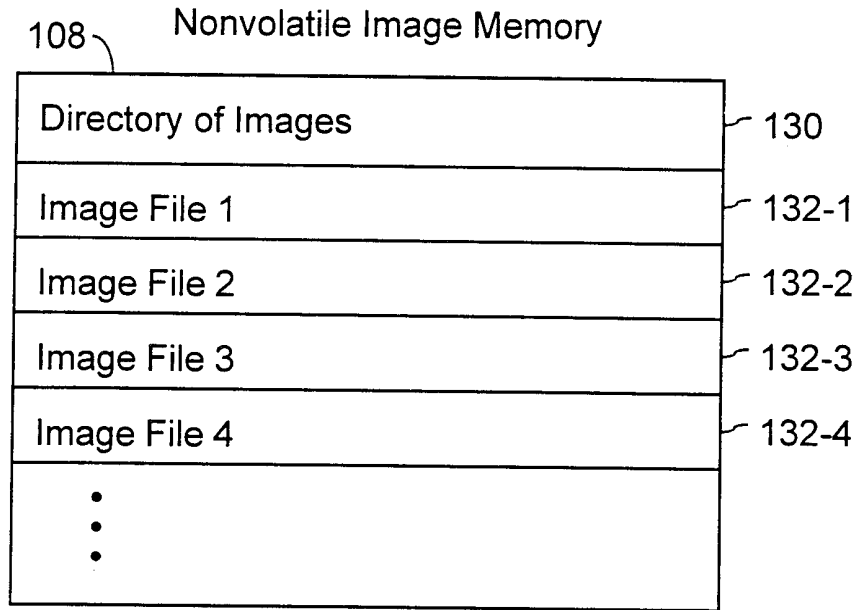 Nonvolatile Image Memory
108
Directory of Images 130
Image File 1 132-1
Image File 2 132-2
Image File 3 132-3
Image File 4 132-4